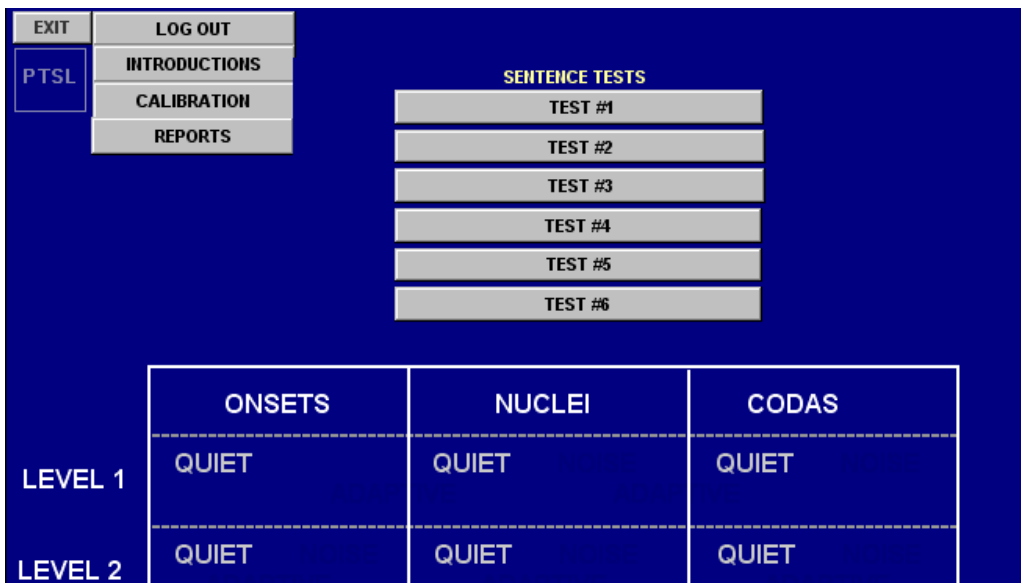 EXIT
LOG OUT
PTSL
INTRODUCTIONS
CALIBRATION
REPORTS
SENTENCE TESTS
TEST #1
TEST #2
TEST #3
TEST #4
TEST #5
TEST #6
ONSETS NUCLEI CODAS
LEVEL 1 QUIET QUIET QUIET
LEVEL 2 QUIET QUIET QUIET